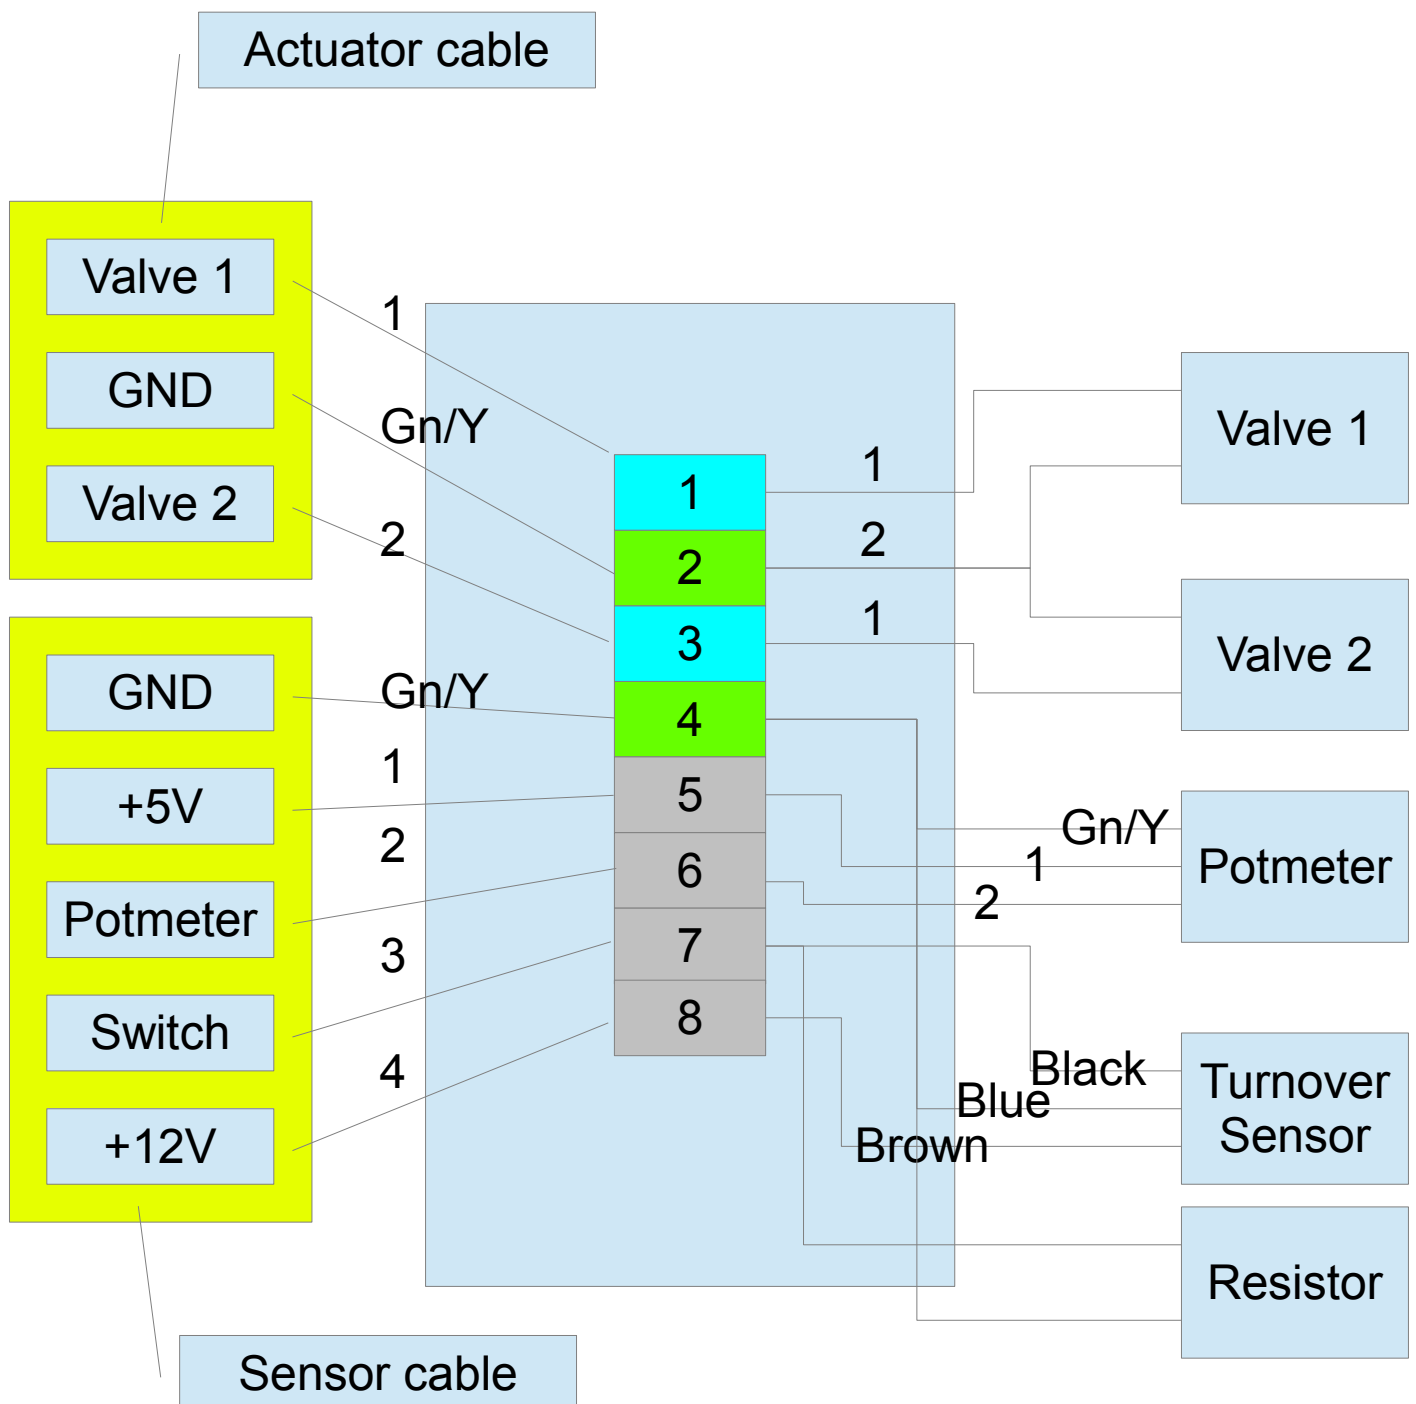 Actuator cable
Valve 1
GND
Valve 2
1
Gn/Y
2
GND
+5V
Potmeter
Switch
+12V
Gn/Y
1
2
3
4
Sensor cable
1
2
3
4
5
6
7
8
1
2
1
Gn/Y
1
2
Black
Blue
Brown
Valve 1
Valve 2
Potmeter
Turnover
Sensor
Resistor